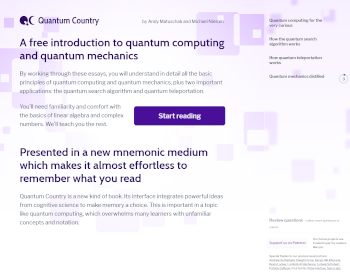 Quantum Country
by Andy Matuschak and Michael Nielsen
A free introduction to quantum computing
and quantum mechanics
By working through these essays, you will understand in detail all the basic
principles of quantum computing and quantum mechanics, plus two important
applications: the quantum search algorithm and quantum teleportation.
You'll need familiarity with comfort with
the basics of linear algebra and complex
numbers. We'll teach you the rest.
Start reading
Presented in a new mnemonic medium
which makes it almost effortless to
remember what you read
Quantum Country is a new kind of book. Its interface integrates powerful ideas
from cognitive science to make memory a choice. This is important in a topic
like quantum computing, which overwhelms many learners with unfamiliar
concepts and notation.
Quantum computing for the
very curious
How the quantum search
algorithm works
How quantum teleportation
works
Quantum mechanics distilled
Review questions
Support us on Patreon